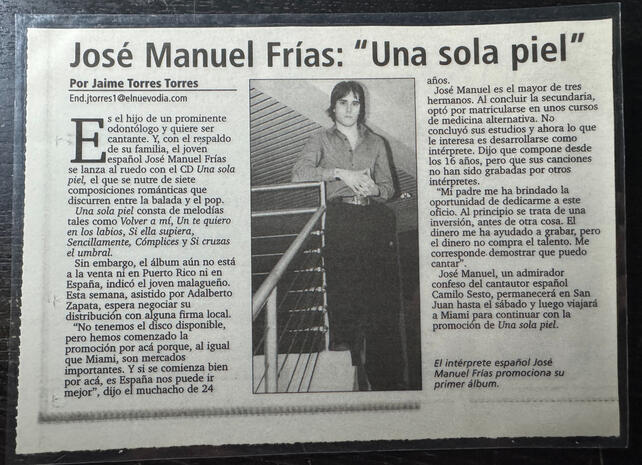 José Manuel Frías: “Una sola piel”
Por Jaime Torres Torres
End.jtorres1@elnuevodia.com
Es el hijo de un prominente
odontólogo y quiere ser
cantante. Y, con el respaldo
de su familia, el joven
español José Manuel Frías
se lanza al ruedo con el CD Una sola
piel, el que se nutre de siete
composiciones románticas que
discurren entre la balada y el pop.
Una sola piel consta de melodías
tales como Volver a mí, Un te quiero
en los labios, Si ella supiera,
Sencillamente, Cómplices y Si cruzas
el umbral.
Sin embargo, el álbum aún no está
a la venta ni en Puerto Rico ni en
España, indicó el joven malagueño.
Esta semana, asistido por Adalberto
Zapata, espera negociar su
distribución con alguna firma local.
“No tenemos el disco disponible,
pero hemos comenzado la
promoción por acá porque, al igual
que Miami, son mercados
importantes. Y si se comienza bien
por acá, es España nos puede ir
mejor”, dijo el muchacho de 24
años.
José Manuel es el mayor de tres
hermanos. Al concluir la secundaria,
optó por matricularse en unos cursos
de medicina alternativa. No
concluyó sus estudios y ahora lo que
le interesa es desarrollarse como
intérprete. Dijo que compone desde
los 16 años, pero que sus canciones
no han sido grabadas por otros
intérpretes.
“Mi padre me ha brindado la
oportunidad de dedicarme a este
oficio. Al principio se trata de una
inversión, antes de otra cosa. El
dinero me ha ayudado a grabar, pero
el dinero no compra el talento. Me
corresponde demostrar que puedo
cantar”.
José Manuel, un admirador
confeso del cantautor español
Camilo Sesto, permanecerá en San
Juan hasta el sábado y luego viajará
a Miami para continuar con la
promoción de Una sola piel.
El intérprete español José
Manuel Frías promociona su
primer álbum.